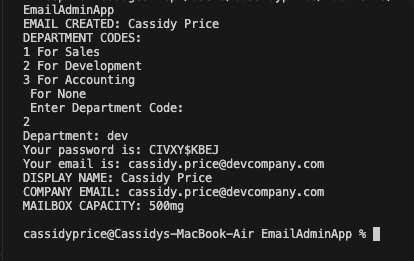 EmailAdminApp
EMAIL CREATED: Cassidy Price
DEPARTMENT CODES:
1 For Sales
2 For Development
3 For Accounting
 For None
 Enter Department Code:
2
Department: dev
Your password is: CIVXY$KBEJ
Your email is: cassidy.price@devcompany.com
DISPLAY NAME: Cassidy Price
COMPANY EMAIL: cassidy.price@devcompany.com
MAILBOX CAPACITY: 500mg
cassidyprice@Cassidys-MacBook-Air EmailAdminApp %